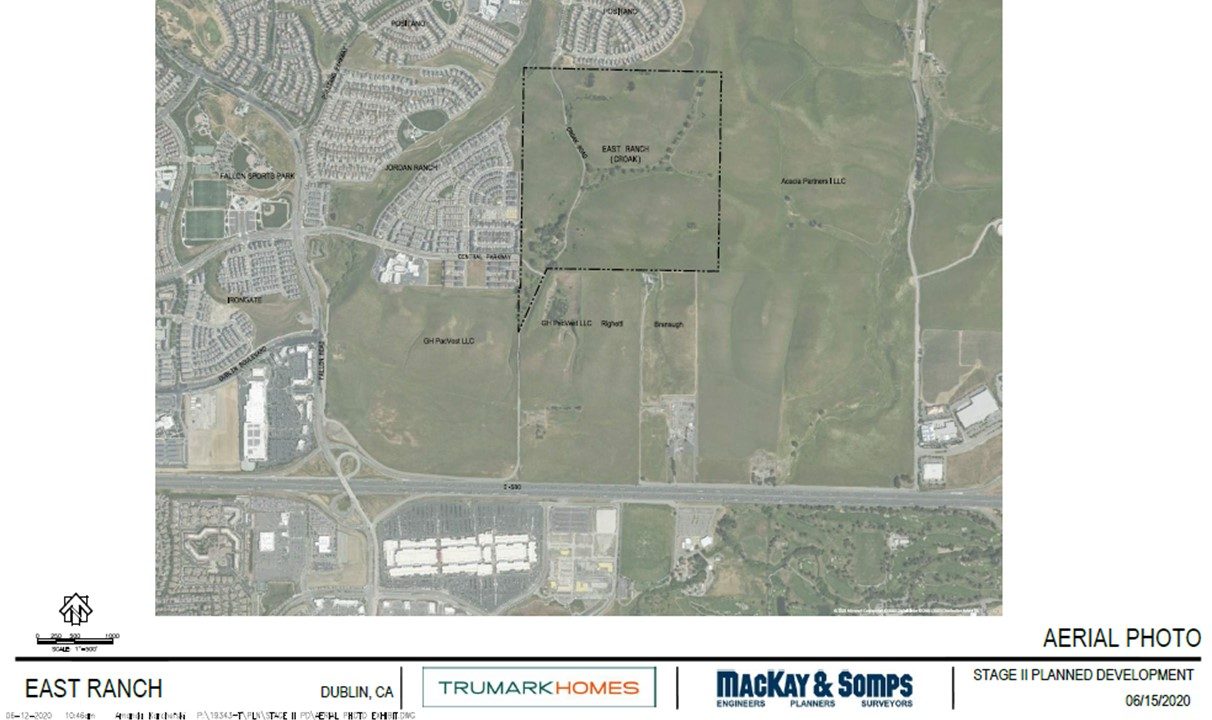 POSITANO
POSITANO
CROAK ROAD
EAST RANCH
(CROAK)
JORDAN RANCH
FALLON SPORTS PARK
Acacia Partners II LLC
CENTRAL PARKWAY
IRONGATE
GH PacVest LLC
GH PacVest LLC
Righetti
Branaugh
DUBLIN BOULEVARD
FALLON ROAD
I-580
N
0 250 500 1000
SCALE: 1"=500'
AERIAL PHOTO
EAST RANCH
DUBLIN, CA
TRUMARKHOMES
MACKAY & SOMPS
ENGINEERS PLANNERS SURVEYORS
STAGE II PLANNED DEVELOPMENT
06/15/2020
06-12-2020 10:46am Amanda P:\19343-T\PLN\STAGE II PD\AERIAL PHOTO EXHIBIT.DWG